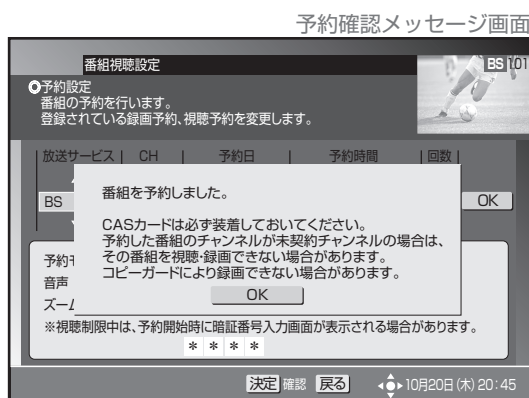 予約確認メッセージ画面
番組視聴設定
BS 101
予約設定
番組の予約を行います。
登録されている録画予約、視聴予約を変更します。
放送サービス | CH | 予約日 | 予約時間 | 回数 |
BS
OK
番組を予約しました。
CASカードは必ず装着しておいてください。
予約した番組のチャンネルが未契約チャンネルの場合は、
その番組を視聴・録画できない場合があります。
コピーガードにより録画できない場合があります。
OK
予約
音声
ズーム
※視聴制限中は、予約開始時に暗証番号入力画面が表示される場合があります。
* * * *
決定 確認 戻る 10月20日(木) 20:45